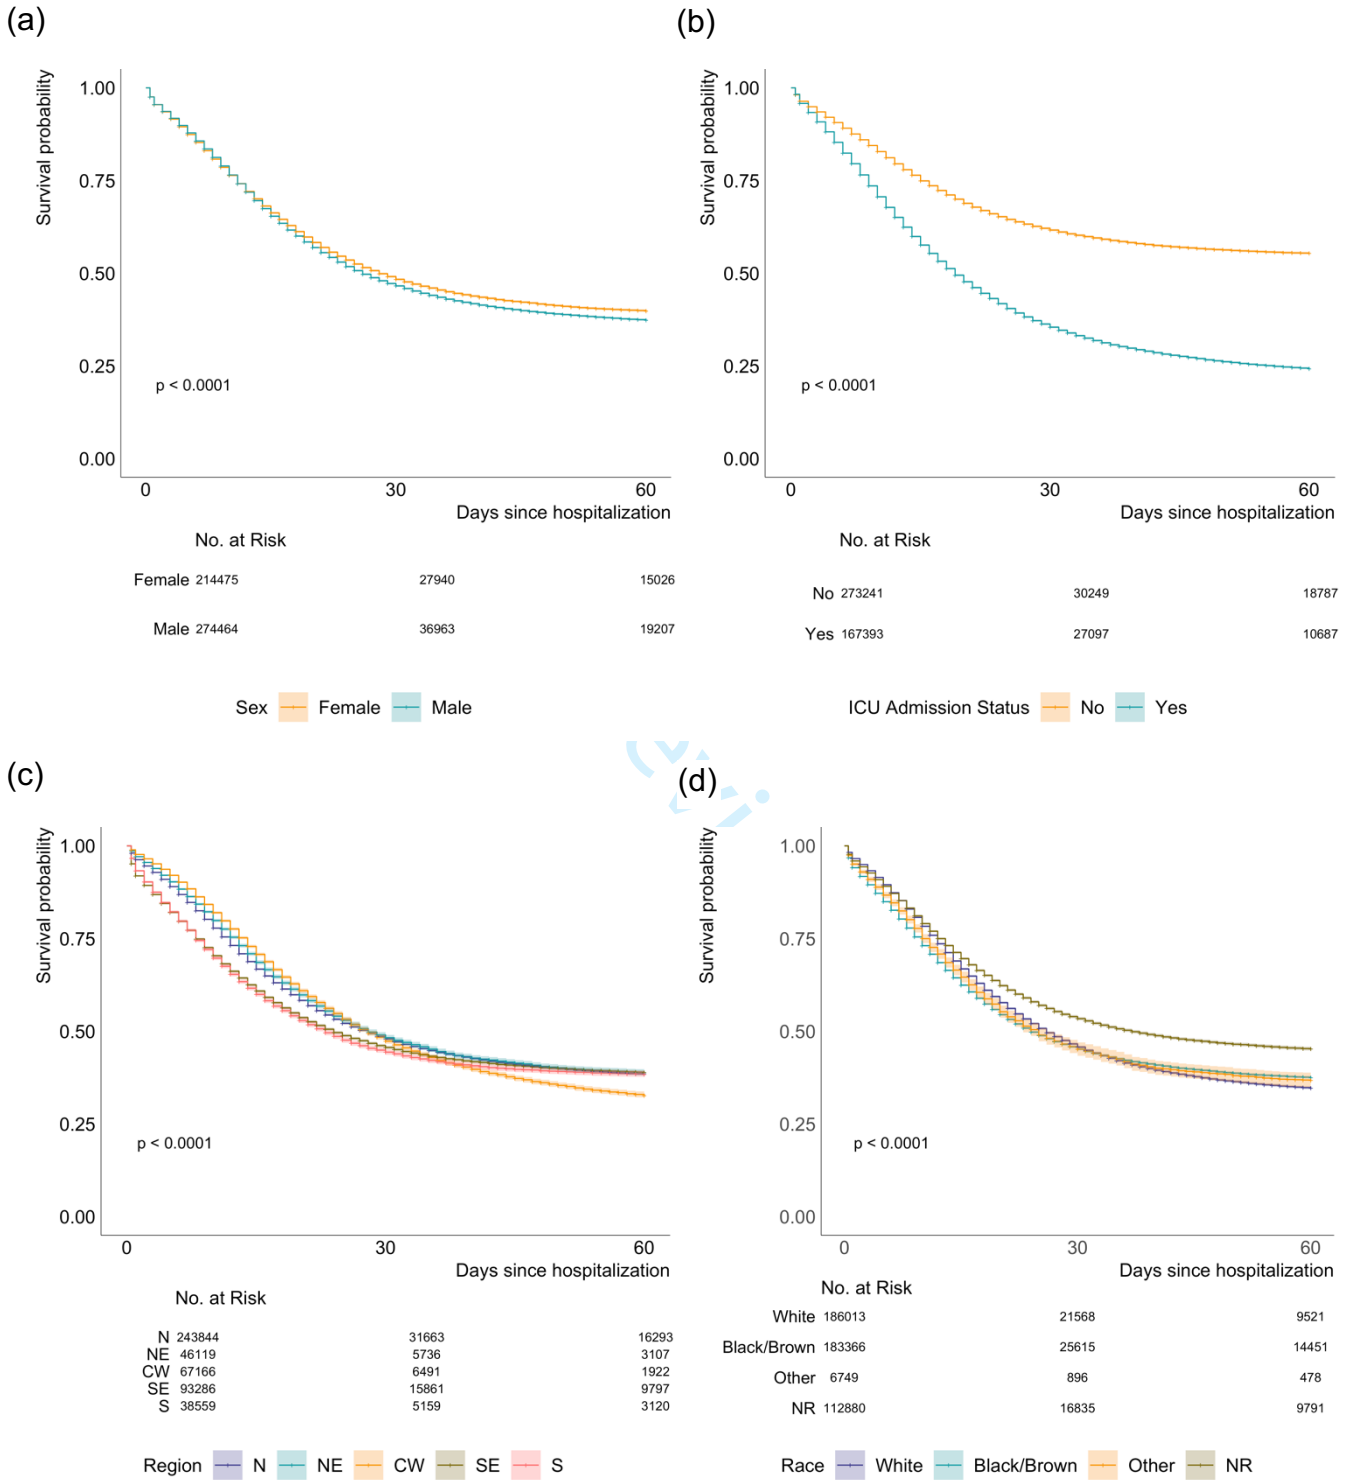 (a)
Survival probability
1.00
0.75
0.50
0.25
0.00
p < 0.0001
0 30 60
Days since hospitalization
No. at Risk
Female 214475 27940 15026
Male 274464 36963 19207
Sex Female Male
(b)
Survival probability
1.00
0.75
0.50
0.25
0.00
p < 0.0001
0 30 60
Days since hospitalization
No. at Risk
No 273241 30249 18787
Yes 167393 27097 10687
ICU Admission Status No Yes
(c)
Survival probability
1.00
0.75
0.50
0.25
0.00
p < 0.0001
0 30 60
Days since hospitalization
No. at Risk
N 243844 31663 16293
NE 46119 5736 3107
CW 67166 6491 1922
SE 93286 15861 9797
S 38559 5159 3120
Region N NE CW SE S
(d)
Survival probability
1.00
0.75
0.50
0.25
0.00
p < 0.0001
0 30 60
Days since hospitalization
No. at Risk
White 186013 21568 9521
Black/Brown 183366 25615 14451
Other 6749 896 478
NR 112880 16835 9791
Race White Black/Brown Other NR